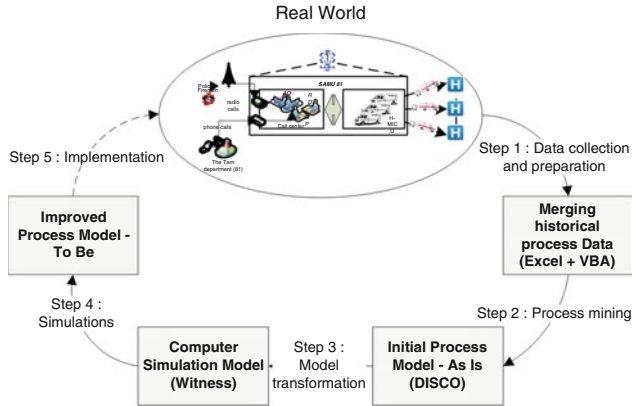 Real World
SAMU 81
Firemen
radio
calls
phone calls
Call center
The Tarn
department (81)
H-
MIC
U
H
H
H
Step 5 : Implementation
Step 1 : Data collection
and preparation
Improved
Process Model -
To Be
Merging
historical
process Data
(Excel + VBA)
Step 4 :
Simulations
Step 2 : Process mining
Computer
Simulation Model
(Witness)
Step 3 :
Model
transformation
Initial Process
Model - As Is
(DISCO)